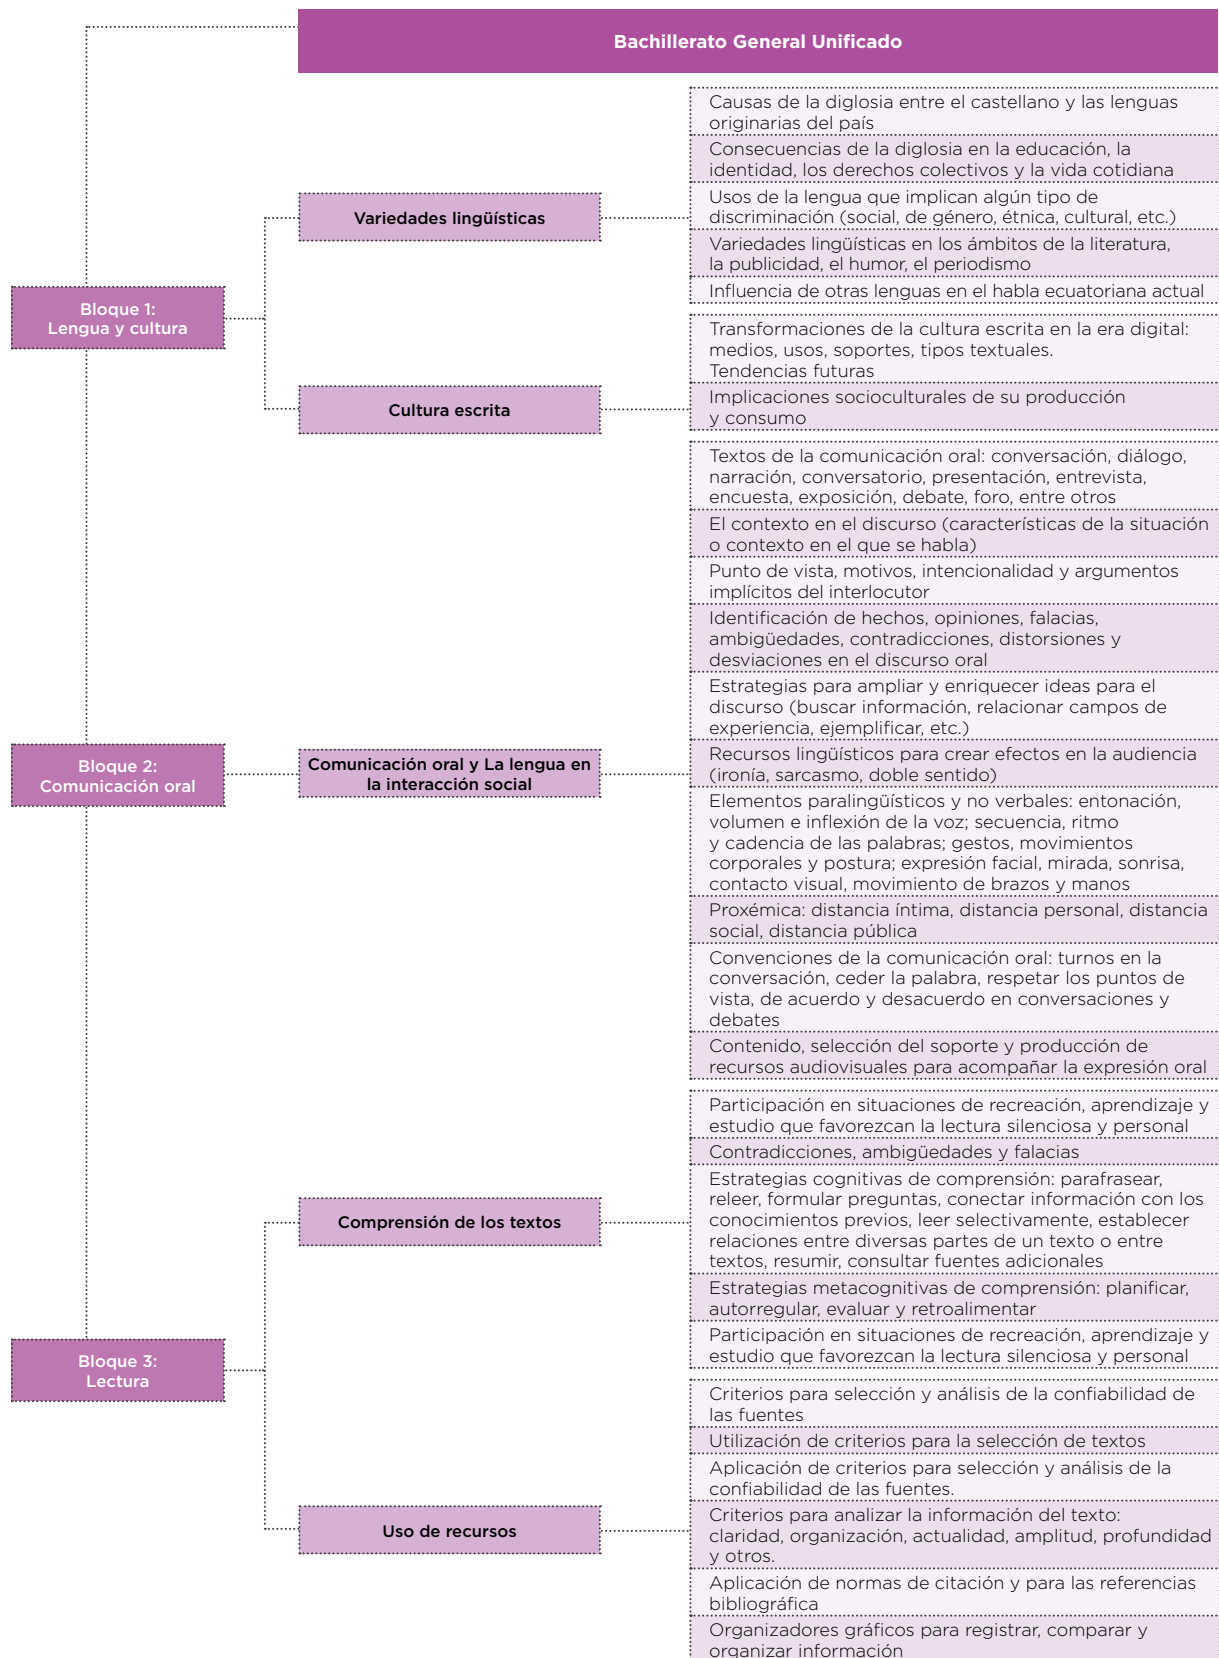 Bachillerato General Unificado
Bloque 1:
Lengua y cultura
Variedades lingüísticas
Causas de la diglosia entre el castellano y las lenguas
originarias del país
Consecuencias de la diglosia en la educación, la
identidad, los derechos colectivos y la vida cotidiana
Usos de la lengua que implican algún tipo de
discriminación (social, de género, étnica, cultural, etc.)
Variedades lingüísticas en los ámbitos de la literatura,
la publicidad, el humor, el periodismo
Influencia de otras lenguas en el habla ecuatoriana actual
Cultura escrita
Transformaciones de la cultura escrita en la era digital:
medios, usos, soportes, tipos textuales.
Tendencias futuras
Implicaciones socioculturales de su producción
y consumo
Bloque 2:
Comunicación oral
Comunicación oral y La lengua en
la interacción social
Textos de la comunicación oral: conversación, diálogo,
narración, conversatorio, presentación, entrevista,
encuesta, exposición, debate, foro, entre otros
El contexto en el discurso (características de la situación
o contexto en el que se habla)
Punto de vista, motivos, intencionalidad y argumentos
implícitos del interlocutor
Identificación de hechos, opiniones, falacias,
ambigüedades, contradicciones, distorsiones y
desviaciones en el discurso oral
Estrategias para ampliar y enriquecer ideas para el
discurso (buscar información, relacionar campos de
experiencia, ejemplificar, etc.)
Recursos lingüísticos para crear efectos en la audiencia
(ironía, sarcasmo, doble sentido)
Elementos paralingüísticos y no verbales: entonación,
volumen e inflexión de la voz; secuencia, ritmo
y cadencia de las palabras; gestos, movimientos
corporales y postura; expresión facial, mirada, sonrisa,
contacto visual, movimiento de brazos y manos
Proxémica: distancia íntima, distancia personal, distancia
social, distancia pública
Convenciones de la comunicación oral: turnos en la
conversación, ceder la palabra, respetar los puntos de
vista, de acuerdo y desacuerdo en conversaciones y
debates
Contenido, selección del soporte y producción de
recursos audiovisuales para acompañar la expresión oral
Bloque 3:
Lectura
Comprensión de los textos
Participación en situaciones de recreación, aprendizaje y
estudio que favorezcan la lectura silenciosa y personal
Contradicciones, ambigüedades y falacias
Estrategias cognitivas de comprensión: parafrasear,
releer, formular preguntas, conectar información con los
conocimientos previos, leer selectivamente, establecer
relaciones entre diversas partes de un texto o entre
textos, resumir, consultar fuentes adicionales
Estrategias metacognitivas de comprensión: planificar,
autorregular, evaluar y retroalimentar
Participación en situaciones de recreación, aprendizaje y
estudio que favorezcan la lectura silenciosa y personal
Uso de recursos
Criterios para selección y análisis de la confiabilidad de
las fuentes
Utilización de criterios para la selección de textos
Aplicación de criterios para selección y análisis de la
confiabilidad de las fuentes.
Criterios para analizar la información del texto:
claridad, organización, actualidad, amplitud, profundidad
y otros.
Aplicación de normas de citación y para las referencias
bibliográfica
Organizadores gráficos para registrar, comparar y
organizar información